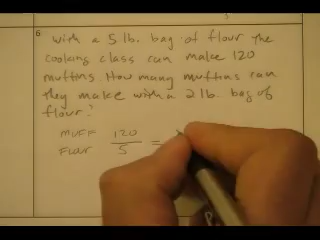 6
With a 5 lb. bag of flour the
cooking class can make 120
muffins. How many muffins can
they make with a 2 lb. bag of
flour?
MUFF 120
FLOUR 5 =